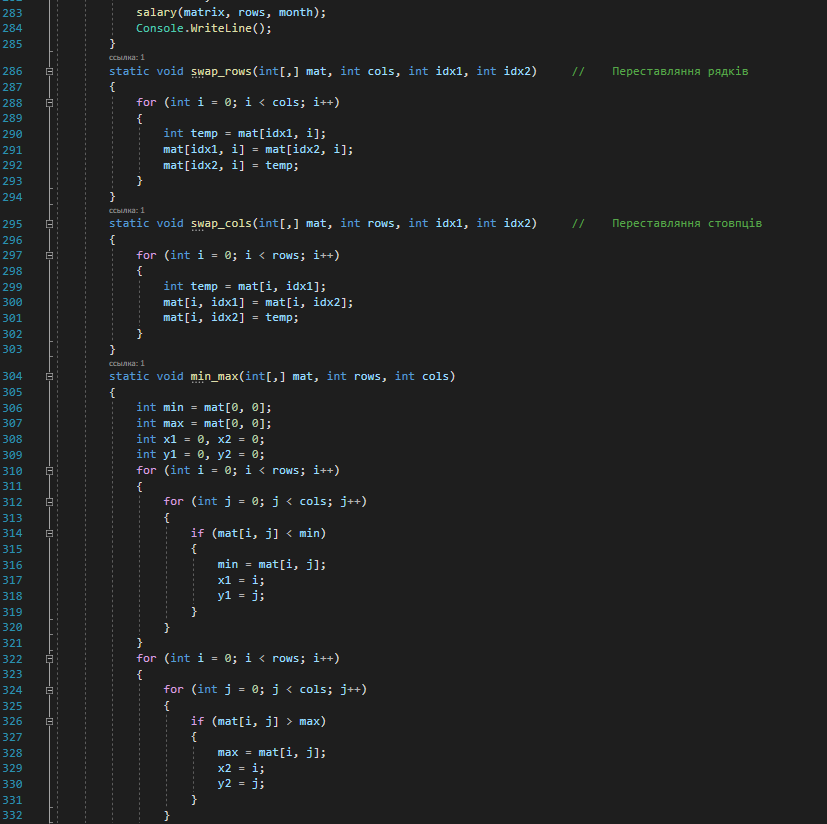 283 salary(matrix, rows, month);
284 Console.WriteLine();
285 }
ссылка: 1
286 static void swap_rows(int[,] mat, int cols, int idx1, int idx2) // Переставляння рядків
287 {
288 for (int i = 0; i < cols; i++)
289 {
290 int temp = mat[idx1, i];
291 mat[idx1, i] = mat[idx2, i];
292 mat[idx2, i] = temp;
293 }
294 }
ссылка: 1
295 static void swap_cols(int[,] mat, int rows, int idx1, int idx2) // Переставляння стовпців
296 {
297 for (int i = 0; i < rows; i++)
298 {
299 int temp = mat[i, idx1];
300 mat[i, idx1] = mat[i, idx2];
301 mat[i, idx2] = temp;
302 }
303 }
ссылка: 1
304 static void min_max(int[,] mat, int rows, int cols)
305 {
306 int min = mat[0, 0];
307 int max = mat[0, 0];
308 int x1 = 0, x2 = 0;
309 int y1 = 0, y2 = 0;
310 for (int i = 0; i < rows; i++)
311 {
312 for (int j = 0; j < cols; j++)
313 {
314 if (mat[i, j] < min)
315 {
316 min = mat[i, j];
317 x1 = i;
318 y1 = j;
319 }
320 }
321 }
322 for (int i = 0; i < rows; i++)
323 {
324 for (int j = 0; j < cols; j++)
325 {
326 if (mat[i, j] > max)
327 {
328 max = mat[i, j];
329 x2 = i;
330 y2 = j;
331 }
332 }